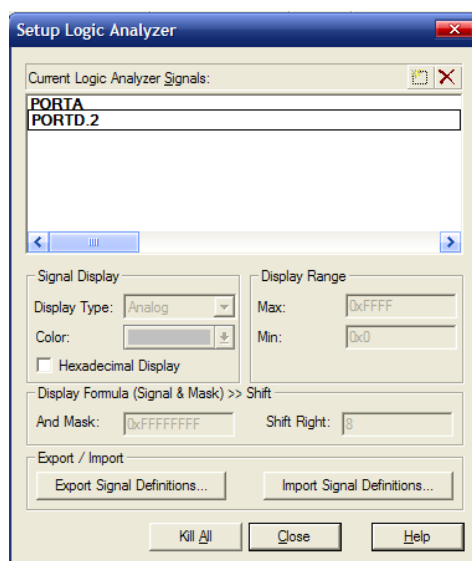 Setup Logic Analyzer
Current Logic Analyzer Signals:
PORTA
PORTD.2
Signal Display
Display Range
Display Type: Analog
Max: 0xFFFF
Color:
Min: 0x0
Hexadecimal Display
Display Formula (Signal & Mask) >> Shift
And Mask: 0xFFFFFFFF
Shift Right: 8
Export / Import
Export Signal Definitions...
Import Signal Definitions...
Kill All
Close
Help